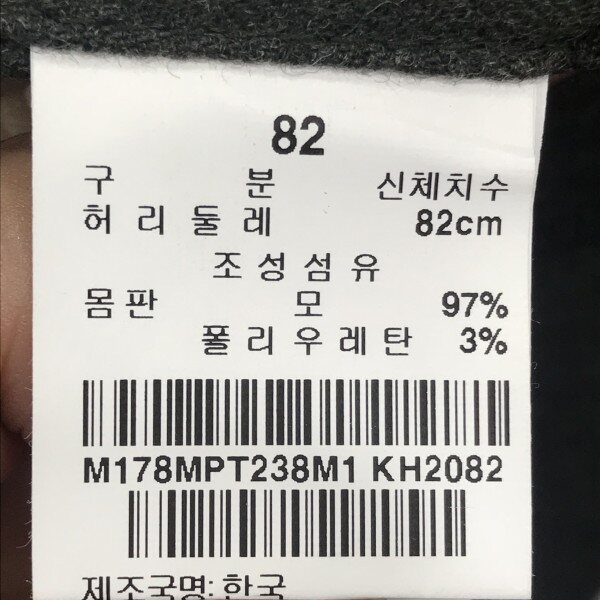 82
구 분 신체치수
허리둘레 82cm
조성섬유
몸판 모 97%
폴리우레탄 3%
M178MPT238M1 KH2082
제조국명: 한국